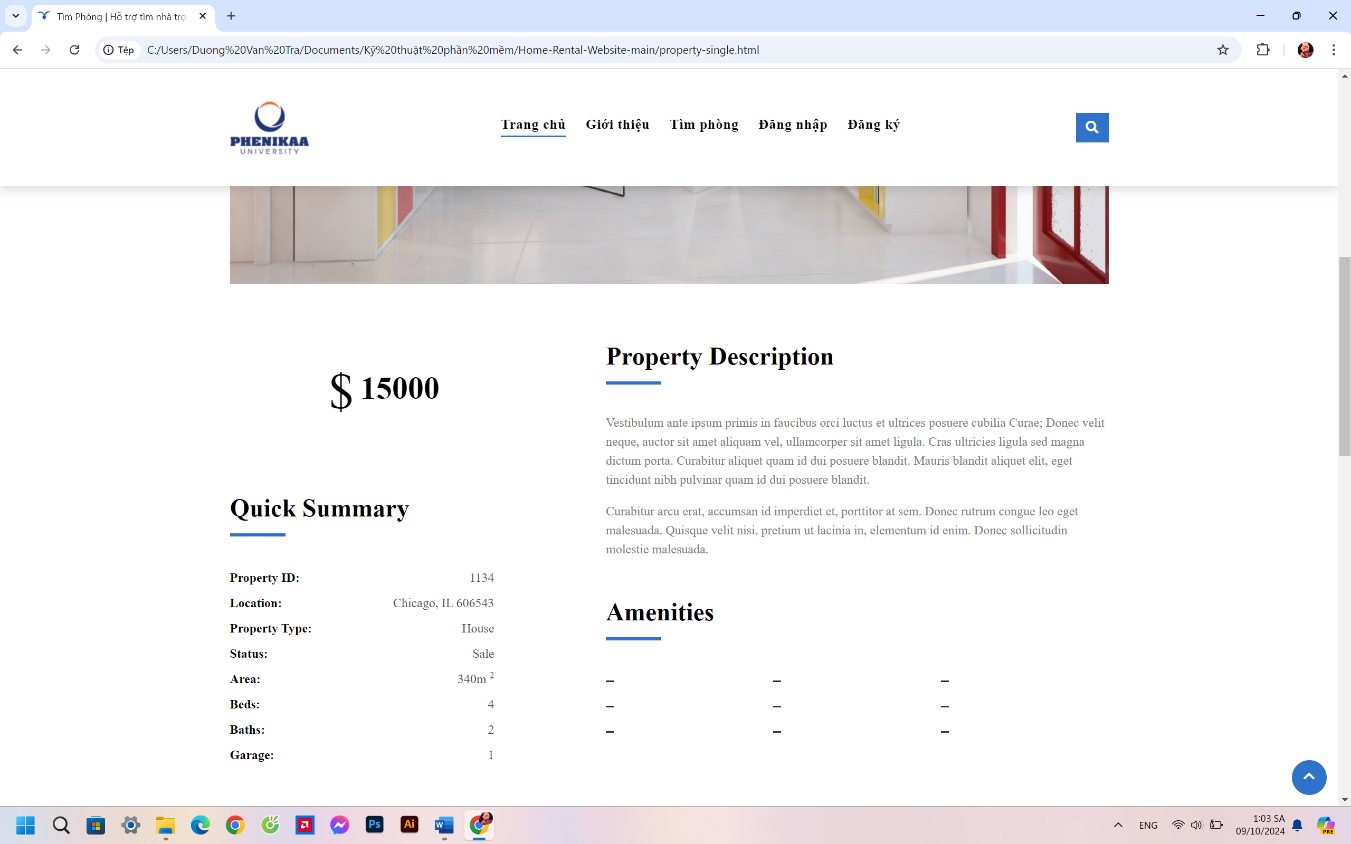 Tìm Phòng | Hỗ trợ tìm nhà trọ
Tệp
C:/Users/Duong%20Van%20Tra/Documents/Kỹ%20thuật%20phần%20mềm/Home-Rental-Website-main/property-single.html
PHENIKAA
UNIVERSITY
Trang chủ Giới thiệu Tìm phòng Đăng nhập Đăng ký
$ 15000
Quick Summary
Property ID: 1134
Location: Chicago, IL 606543
Property Type: House
Status: Sale
Area: 340m 2
Beds: 4
Baths: 2
Garage: 1
Property Description
Vestibulum ante ipsum primis in faucibus orci luctus et ultrices posuere cubilia Curae; Donec velit
neque, auctor sit amet aliquam vel, ullamcorper sit amet ligula. Cras ultricies ligula sed magna
dictum porta. Curabitur aliquet quam id dui posuere blandit. Mauris blandit aliquet elit, eget
tincidunt nibh pulvinar quam id dui posuere blandit.
Curabitur arcu erat, accumsan id imperdiet et, porttitor at sem. Donec rutrum congue leo eget
malesuada. Quisque velit nisi, pretium ut lacinia in, elementum id enim. Donec sollicitudin
molestie malesuada.
Amenities
– – –
– – –
– – –
Ps
Ai
ENG
1:03 SA
09/10/2024
PRE